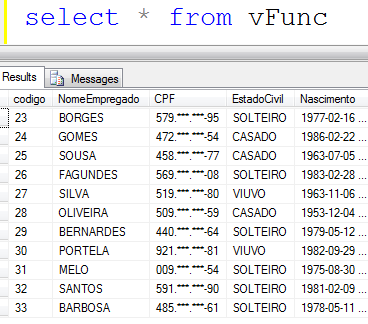 select * from vFunc
Results Messages
codigo NomeEmpregado CPF EstadoCivil Nascimento
23 BORGES 579.***.***-95 SOLTEIRO 1977-02-16 ...
24 GOMES 472.***.***-54 CASADO 1986-02-22 ...
25 SOUSA 458.***.***-77 CASADO 1963-07-05 ...
26 FAGUNDES 569.***.***-08 SOLTEIRO 1983-02-28 ...
27 SILVA 519.***.***-80 VIUVO 1963-11-06 ...
28 OLIVEIRA 509.***.***-59 CASADO 1953-12-04 ...
29 BERNARDES 440.***.***-64 SOLTEIRO 1979-05-12 ...
30 PORTELA 921.***.***-81 VIUVO 1982-09-29 ...
31 MELO 009.***.***-54 SOLTEIRO 1975-08-30 ...
32 SANTOS 591.***.***-90 SOLTEIRO 1981-02-09 ...
33 BARBOSA 485.***.***-61 SOLTEIRO 1978-05-11 ...